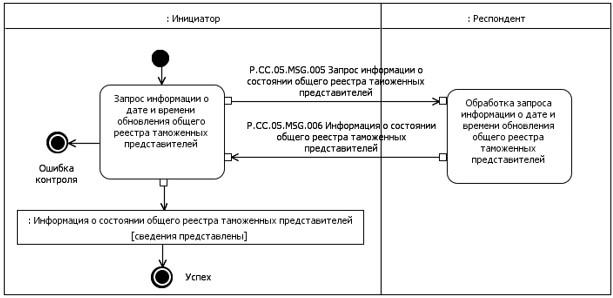 : Инициатор
: Респондент
P.CC.05.MSG.005 Запрос информации о
состоянии общего реестра таможенных
представителей
Запрос информации о
дате и времени
обновления общего
реестра таможенных
представителей
Обработка запроса
информации о дате и
времени обновления
общего реестра
таможенных
представителей
P.CC.05.MSG.006 Информация о состоянии
общего реестра таможенных
представителей
Ошибка
контроля
: Информация о состоянии общего реестра таможенных представителей
[сведения представлены]
Успех